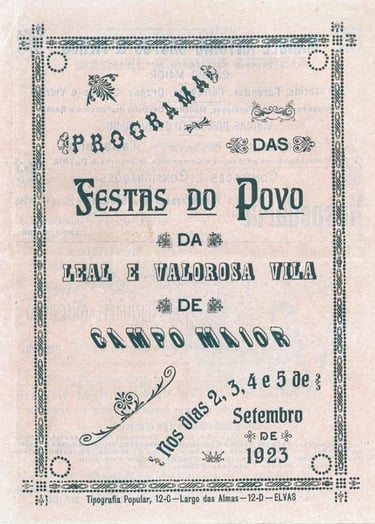 PROGRAMA
DAS
FESTAS DO POVO
DA
LEAL E VALOROSA VILA
DE
CAMPO MAIOR
Nos dias 2, 3, 4 e 5 de
Setembro
DE
1923
Tipografia Popular, 12-C—Largo das Almas—12-D—ELVAS